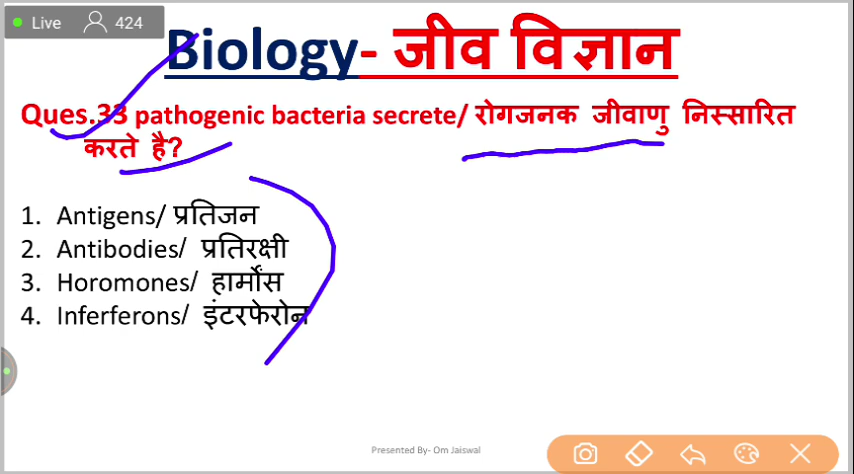 Live 424
Biology- जीव विज्ञान
Ques.33 pathogenic bacteria secrete/ रोगजनक जीवाणु निस्सारित
करते है?
1. Antigens/ प्रतिजन
2. Antibodies/ प्रतिरक्षी
3. Horomones/ हार्मोंस
4. Inferferons/ इंटरफेरोन
Presented By- Om Jaiswal